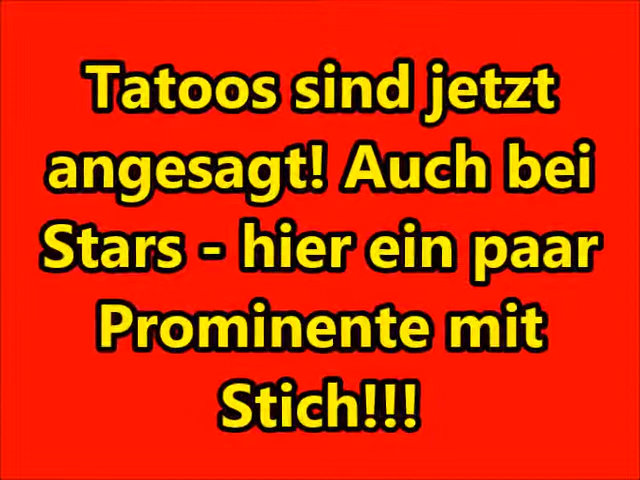 Tatoos sind jetzt
angesagt! Auch bei
Stars - hier ein paar
Prominente mit
Stich!!!